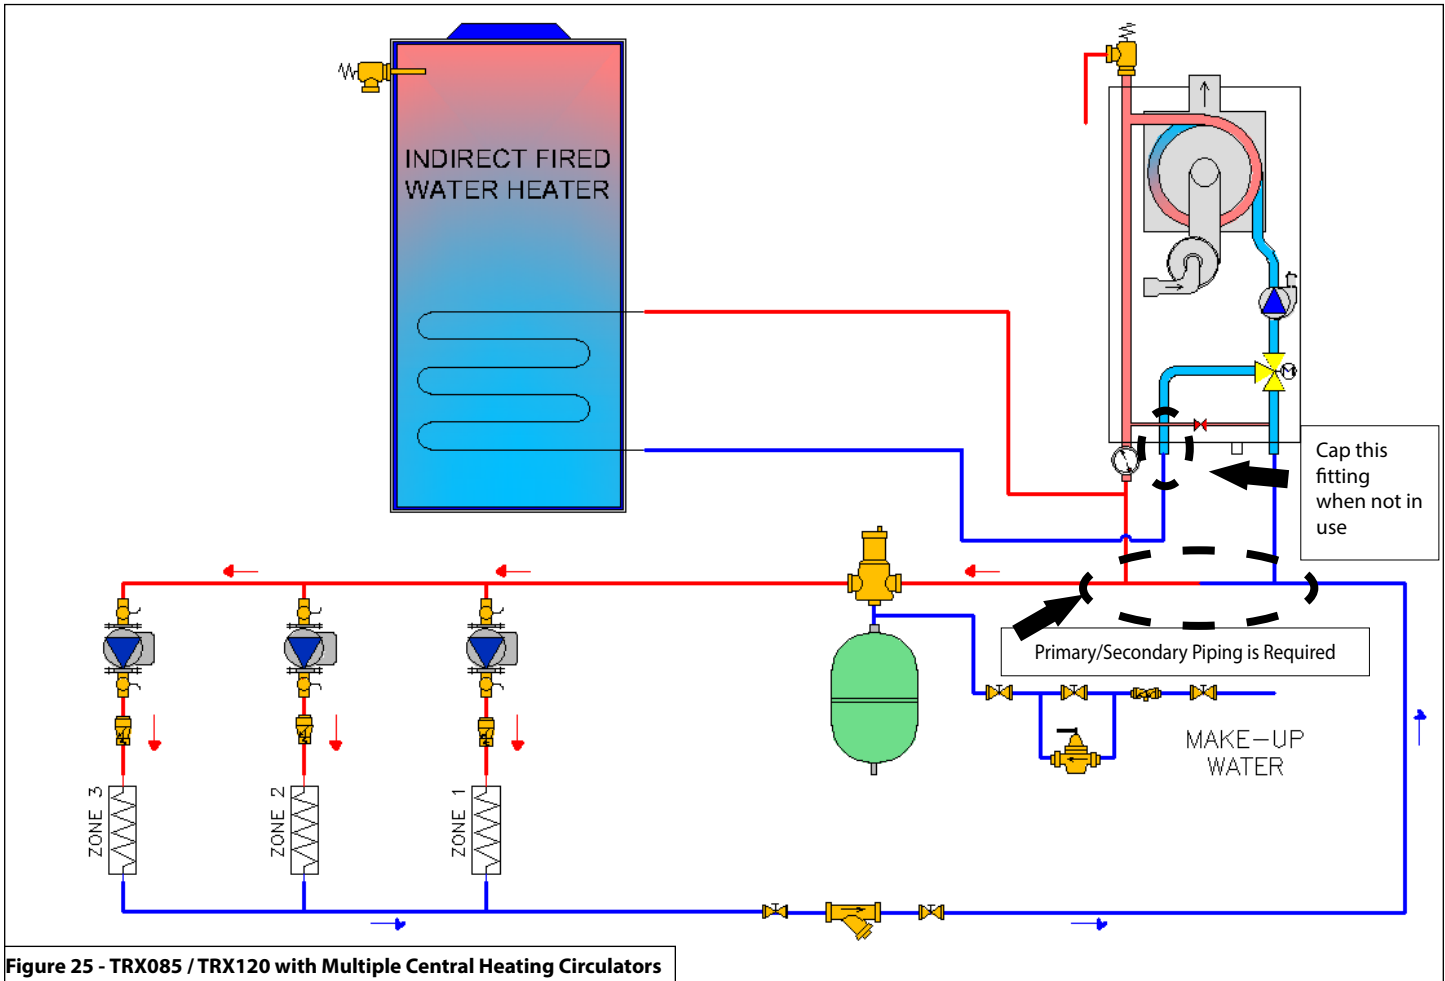 INDIRECT FIRED
WATER HEATER
M
Cap this
fitting
when not in
use
Primary/Secondary Piping is Required
MAKE-UP
WATER
ZONE 3
ZONE 2
ZONE 1
Figure 25 - TRX085 / TRX120 with Multiple Central Heating Circulators